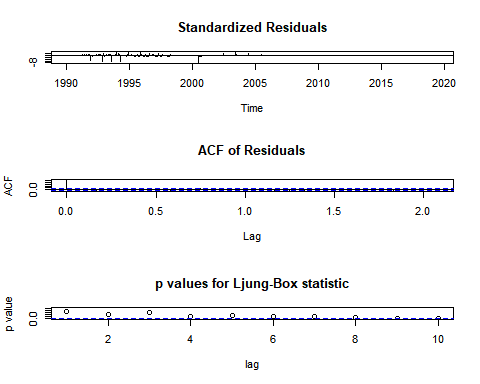 Standardized Residuals
-8
1990 1995 2000 2005 2010 2015 2020
Time
ACF of Residuals
ACF
0.0
0.0 0.5 1.0 1.5 2.0
Lag
p values for Ljung-Box statistic
p value
0.0
2 4 6 8 10
lag